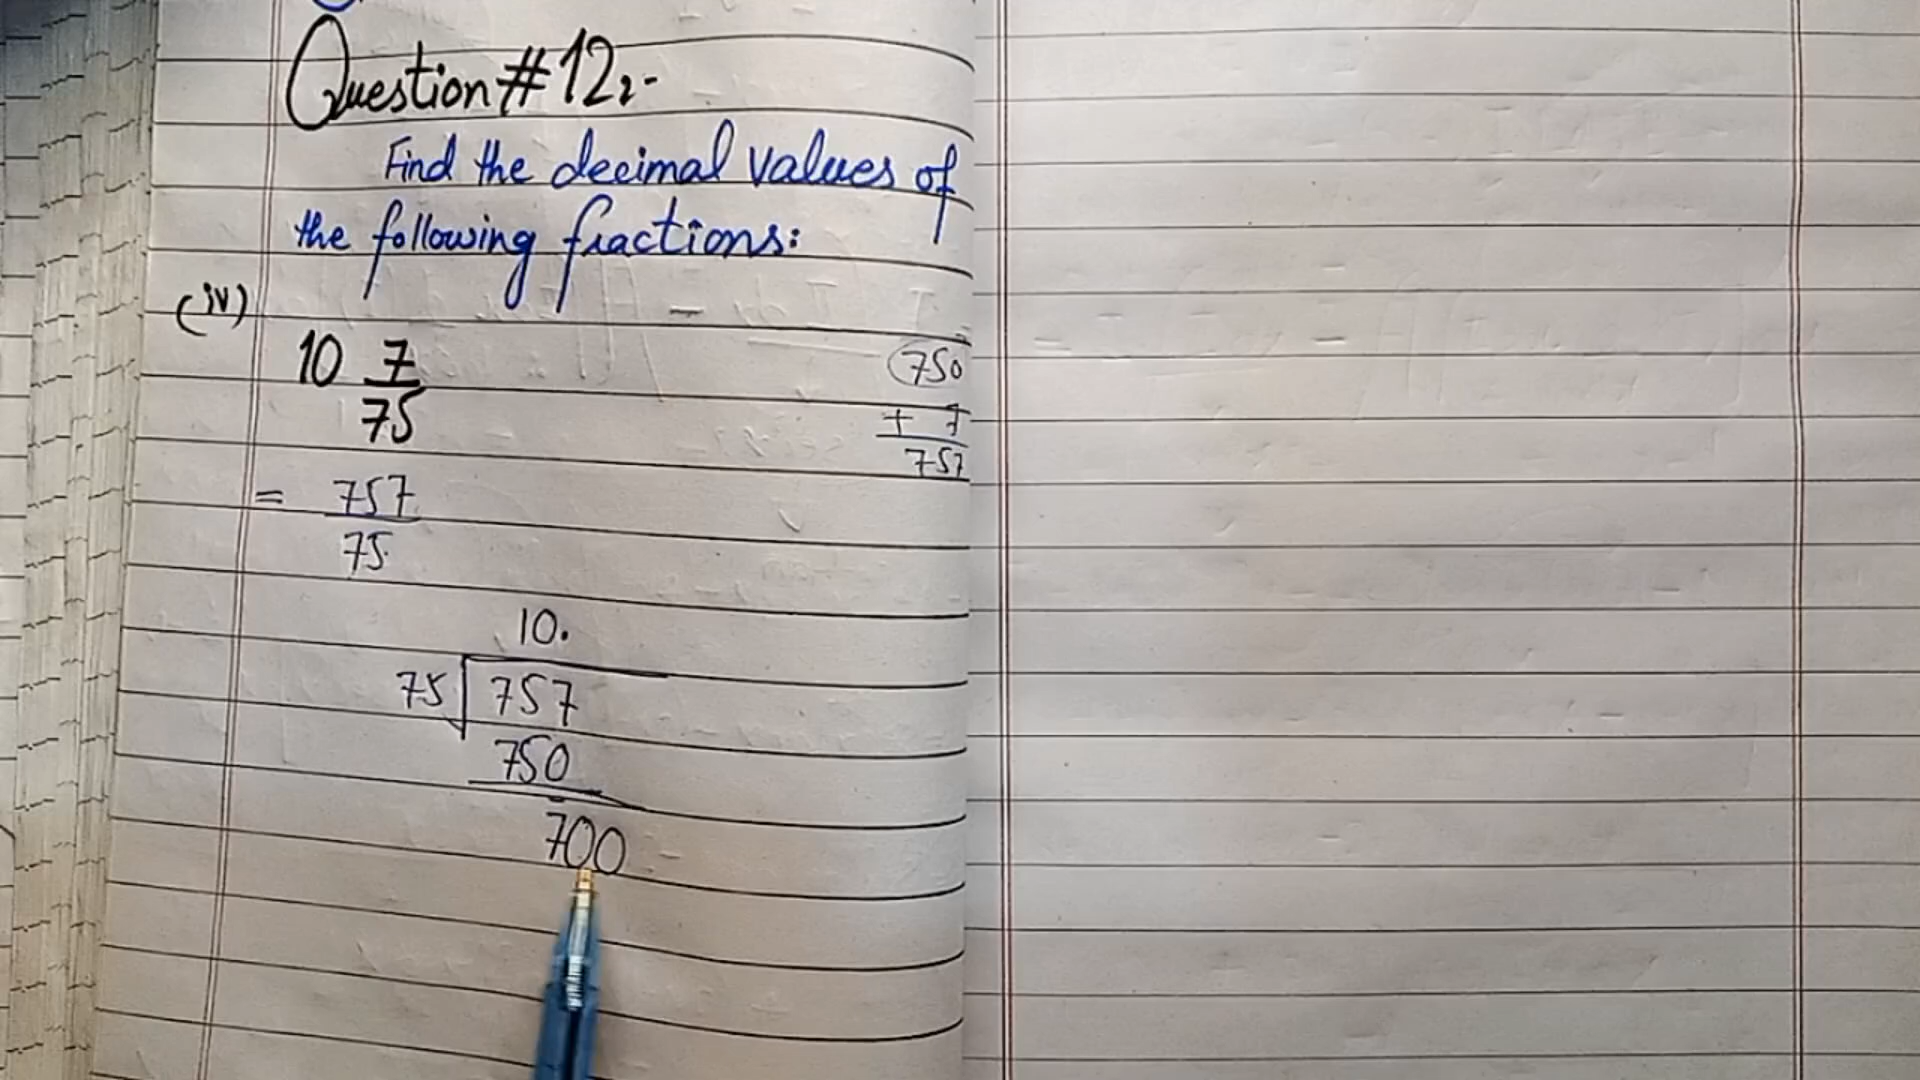 Question #12:-
Find the decimal values of
the following fractions:
(iv)
10 7/75
750
+ 7
757
= 757/75
10.
75 757
750
700